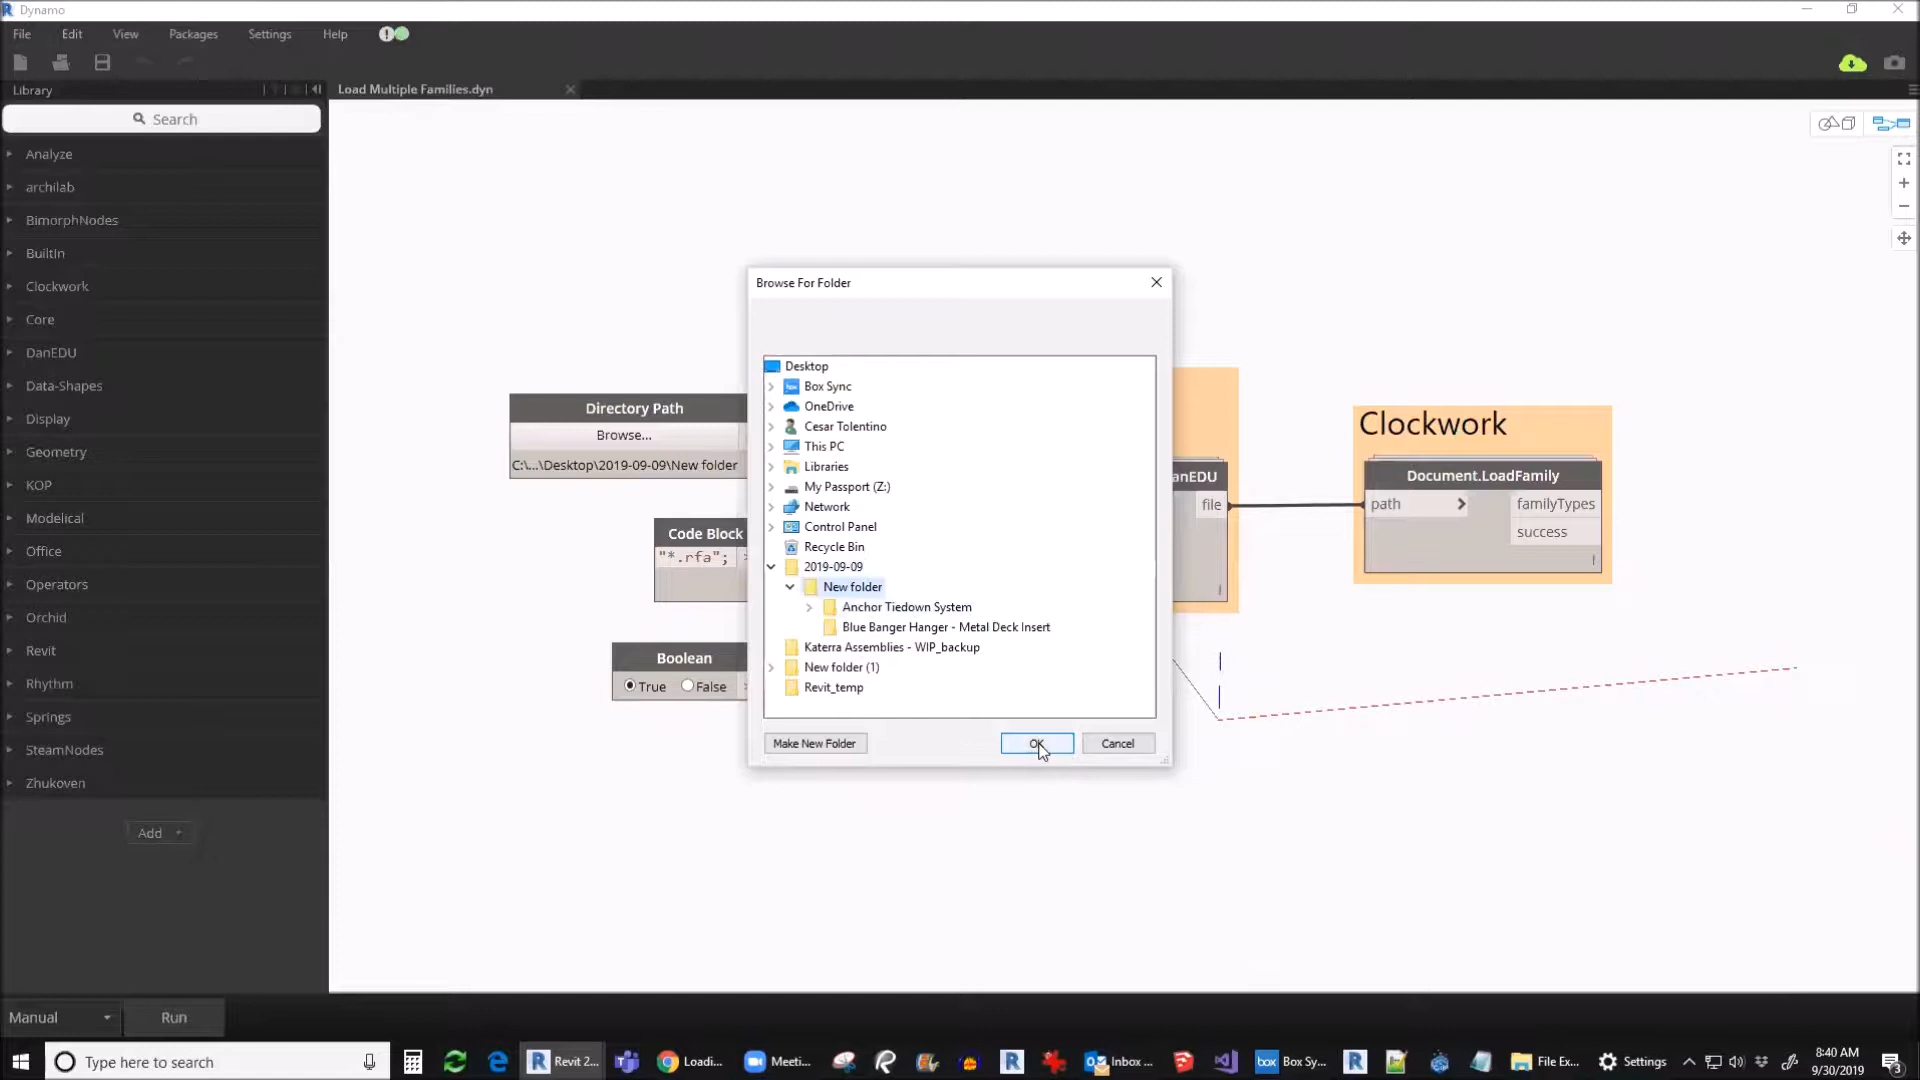 Dynamo
File Edit View Packages Settings Help
Library
Load Multiple Families.dyn
Search
Analyze
archilab
BimorphNodes
BuiltIn
Clockwork
Core
DanEDU
Data-Shapes
Display
Geometry
KOP
Modelical
Office
Operators
Orchid
Revit
Rhythm
Springs
SteamNodes
Zhukoven
Add
Directory Path
Browse...
C:\...\Desktop\2019-09-09\New folder
Code Block
"*.rfa";
Boolean
True False
Browse For Folder
Desktop
Box Sync
OneDrive
Cesar Tolentino
This PC
Libraries
My Passport (Z:)
Network
Control Panel
Recycle Bin
2019-09-09
New folder
Anchor Tiedown System
Blue Banger Hanger - Metal Deck Insert
Katerra Assemblies - WIP_backup
New folder (1)
Revit_temp
Make New Folder OK Cancel
anEDU
file
Clockwork
Document.LoadFamily
path familyTypes
success
Manual Run
Type here to search
Revit 2... Loadi... Meeti... Inbox ... box Box Sy... File Ex... Settings
8:40 AM
9/30/2019
3